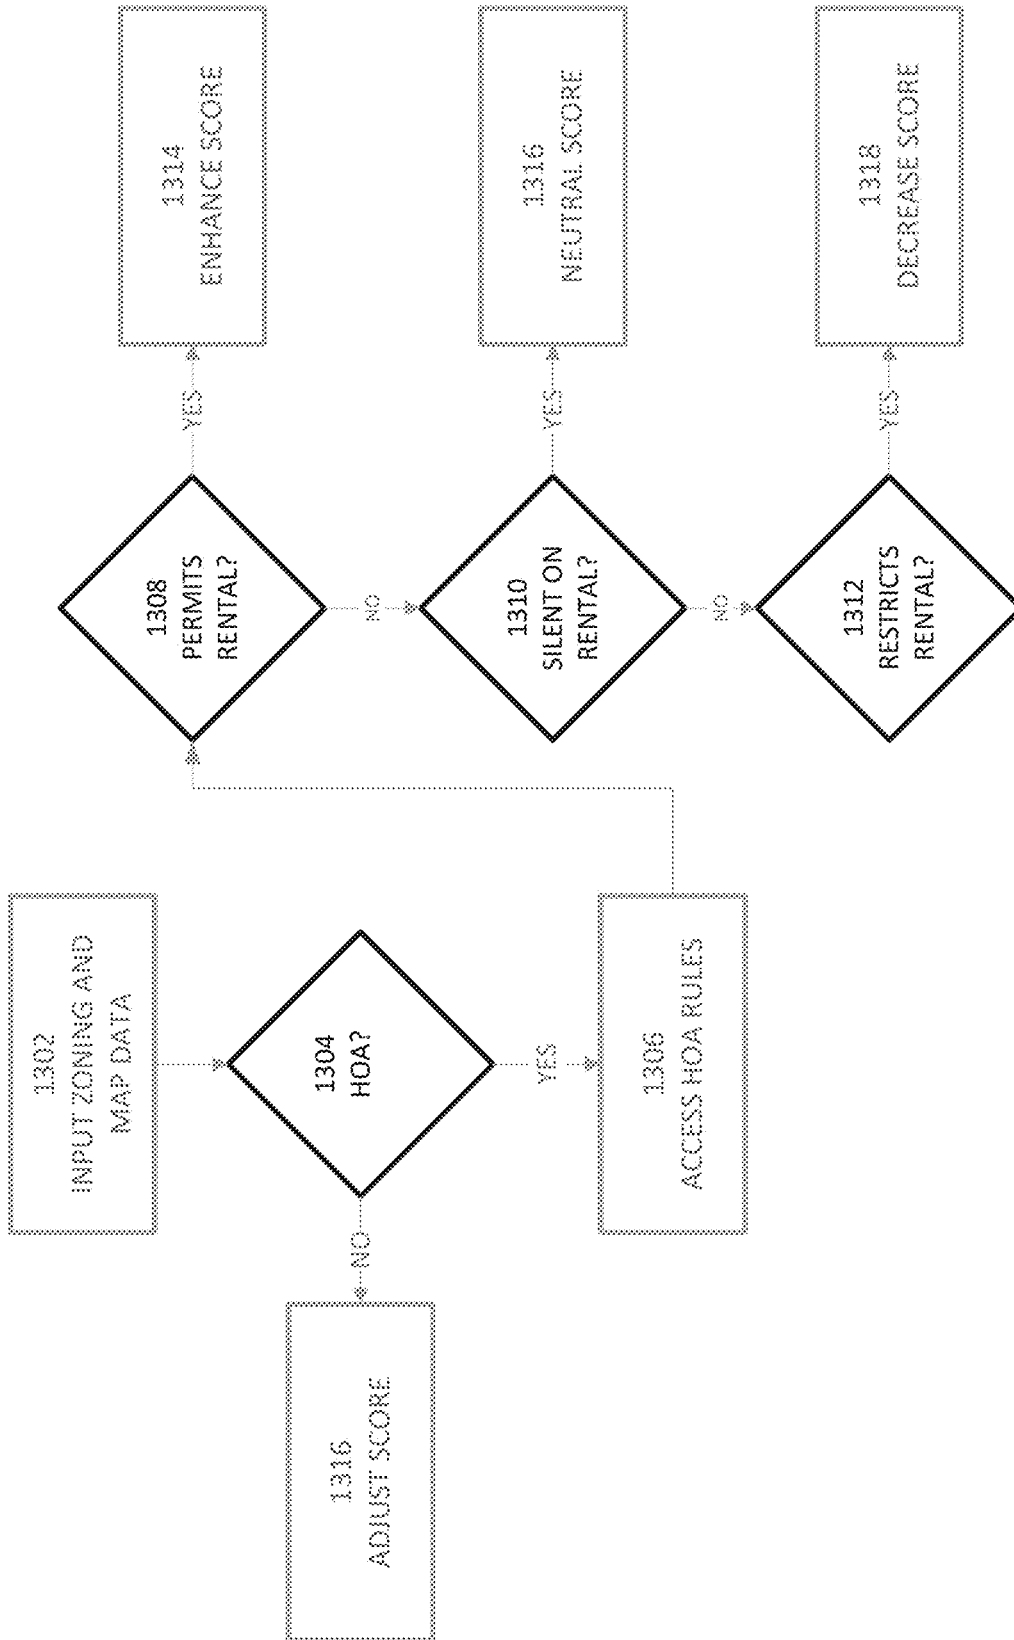 1302
INPUT ZONING AND
MAP DATA
1304
HOA?
NO
1316
ADJUST SCORE
YES
1306
ACCESS HOA RULES
1308
PERMITS
RENTAL?
YES
1314
ENHANCE SCORE
NO
1310
SILENT ON
RENTAL?
YES
1316
NEUTRAL SCORE
NO
1312
RESTRICTS
RENTAL?
YES
1318
DECREASE SCORE